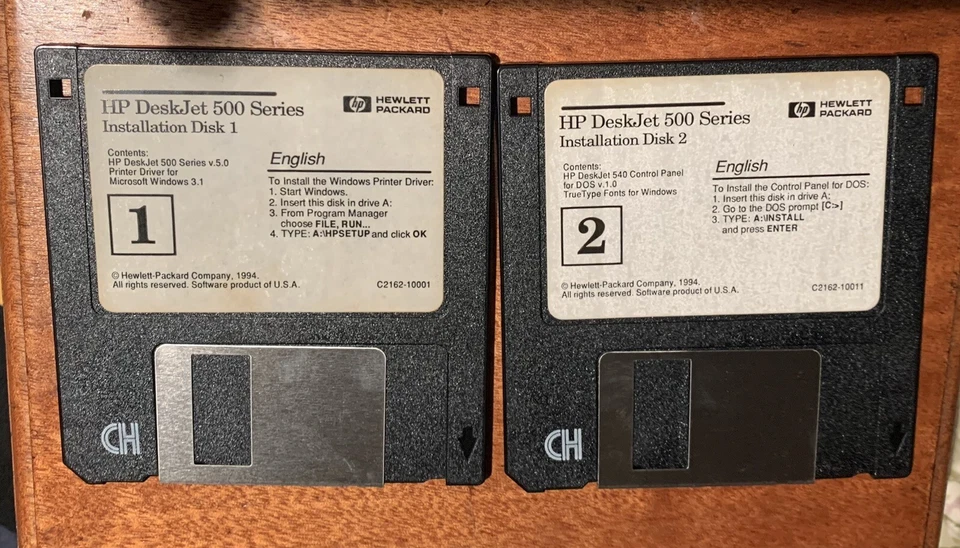 HP DeskJet 500 Series
Installation Disk 1
hp HEWLETT
PACKARD
Contents:
HP DeskJet 500 Series v.5.0
Printer Driver for
Microsoft Windows 3.1
1
English
To Install the Windows Printer Driver:
1. Start Windows.
2. Insert this disk in drive A:
3. From Program Manager
choose FILE, RUN...
4. TYPE: A:\HPSETUP and click OK
© Hewlett-Packard Company, 1994.
All rights reserved. Software product of U.S.A.
C2162-10001
CH
HP DeskJet 500 Series
Installation Disk 2
hp HEWLETT
PACKARD
Contents:
HP DeskJet 540 Control Panel
for DOS v.1.0
TrueType Fonts for Windows
2
English
To Install the Control Panel for DOS:
1. Insert this disk in drive A:
2. Go to the DOS prompt [C:>]
3. TYPE: A:\INSTALL
and press ENTER
© Hewlett-Packard Company, 1994.
All rights reserved. Software product of U.S.A.
C2162-10011
CH